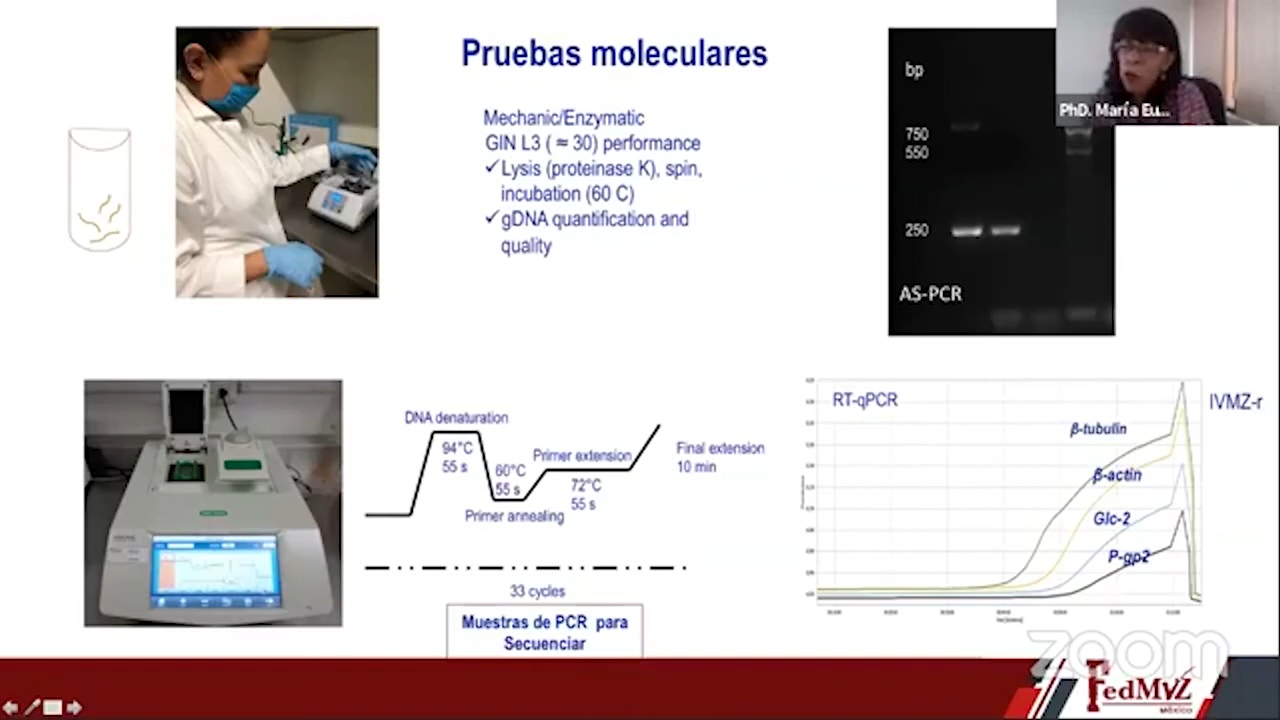 Pruebas moleculares
Mechanic/Enzymatic
GIN L3 ( ≈ 30) performance
✓Lysis (proteinase K), spin,
incubation (60 C)
✓gDNA quantification and
quality
bp
750
550
250
AS-PCR
PhD. María Eu...
DNA denaturation
94°C
55 s
60°C
55 s
Primer annealing
Primer extension
72°C
55 s
Final extension
10 min
33 cycles
Muestras de PCR para
Secuenciar
RT-qPCR
IVMZ-r
β-tubulin
β-actin
Glc-2
P-gp2
zoom
FedMVZ
México